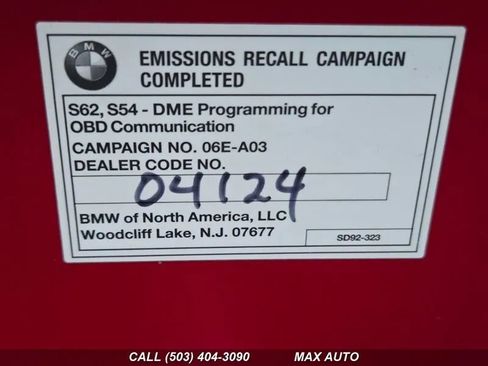 BMW
EMISSIONS RECALL CAMPAIGN
COMPLETED
S62, S54 - DME Programming for
OBD Communication
CAMPAIGN NO. 06E-A03
DEALER CODE NO.
04124
BMW of North America, LLC
Woodcliff Lake, N.J. 07677
SD92-323
CALL (503) 404-3090 MAX AUTO